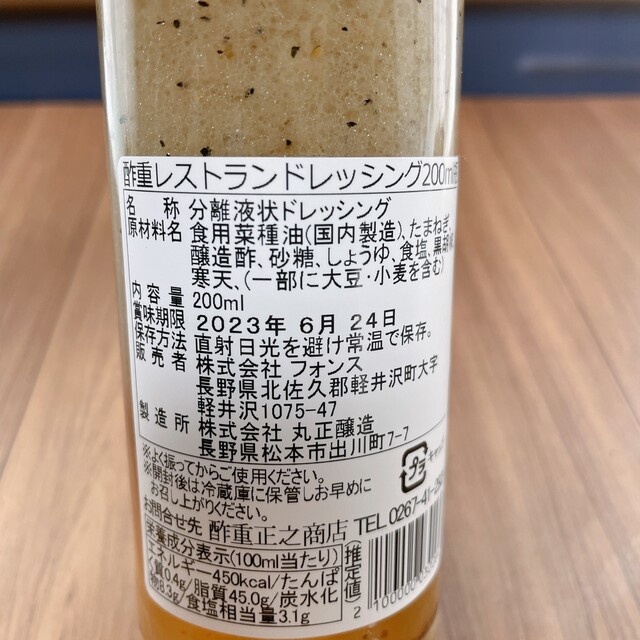 酢重レストランドレッシング200ml
名称 分離液状ドレッシング
原材料名 食用菜種油(国内製造)、たまねぎ、
醸造酢、砂糖、しょうゆ、食塩、黒胡椒、
寒天、(一部に大豆・小麦を含む)
内容量 200ml
賞味期限 2023年 6月 24日
保存方法 直射日光を避け常温で保存。
販売者 株式会社 フォンス
長野県北佐久郡軽井沢町大字
軽井沢1075-47
製造所 株式会社 丸正醸造
長野県松本市出川町7-7
プラ
※よく振ってからご使用ください。
※開封後は冷蔵庫に保管しお早めに
お召し上がりください。
お問合せ先 酢重正之商店 TEL 0267-41-
栄養成分表示(100ml当たり)
エネルギー450kcal/たんぱ
く質0.4g/脂質45.0g/炭水化
物8.3g/食塩相当量3.1g
(推定値)
2